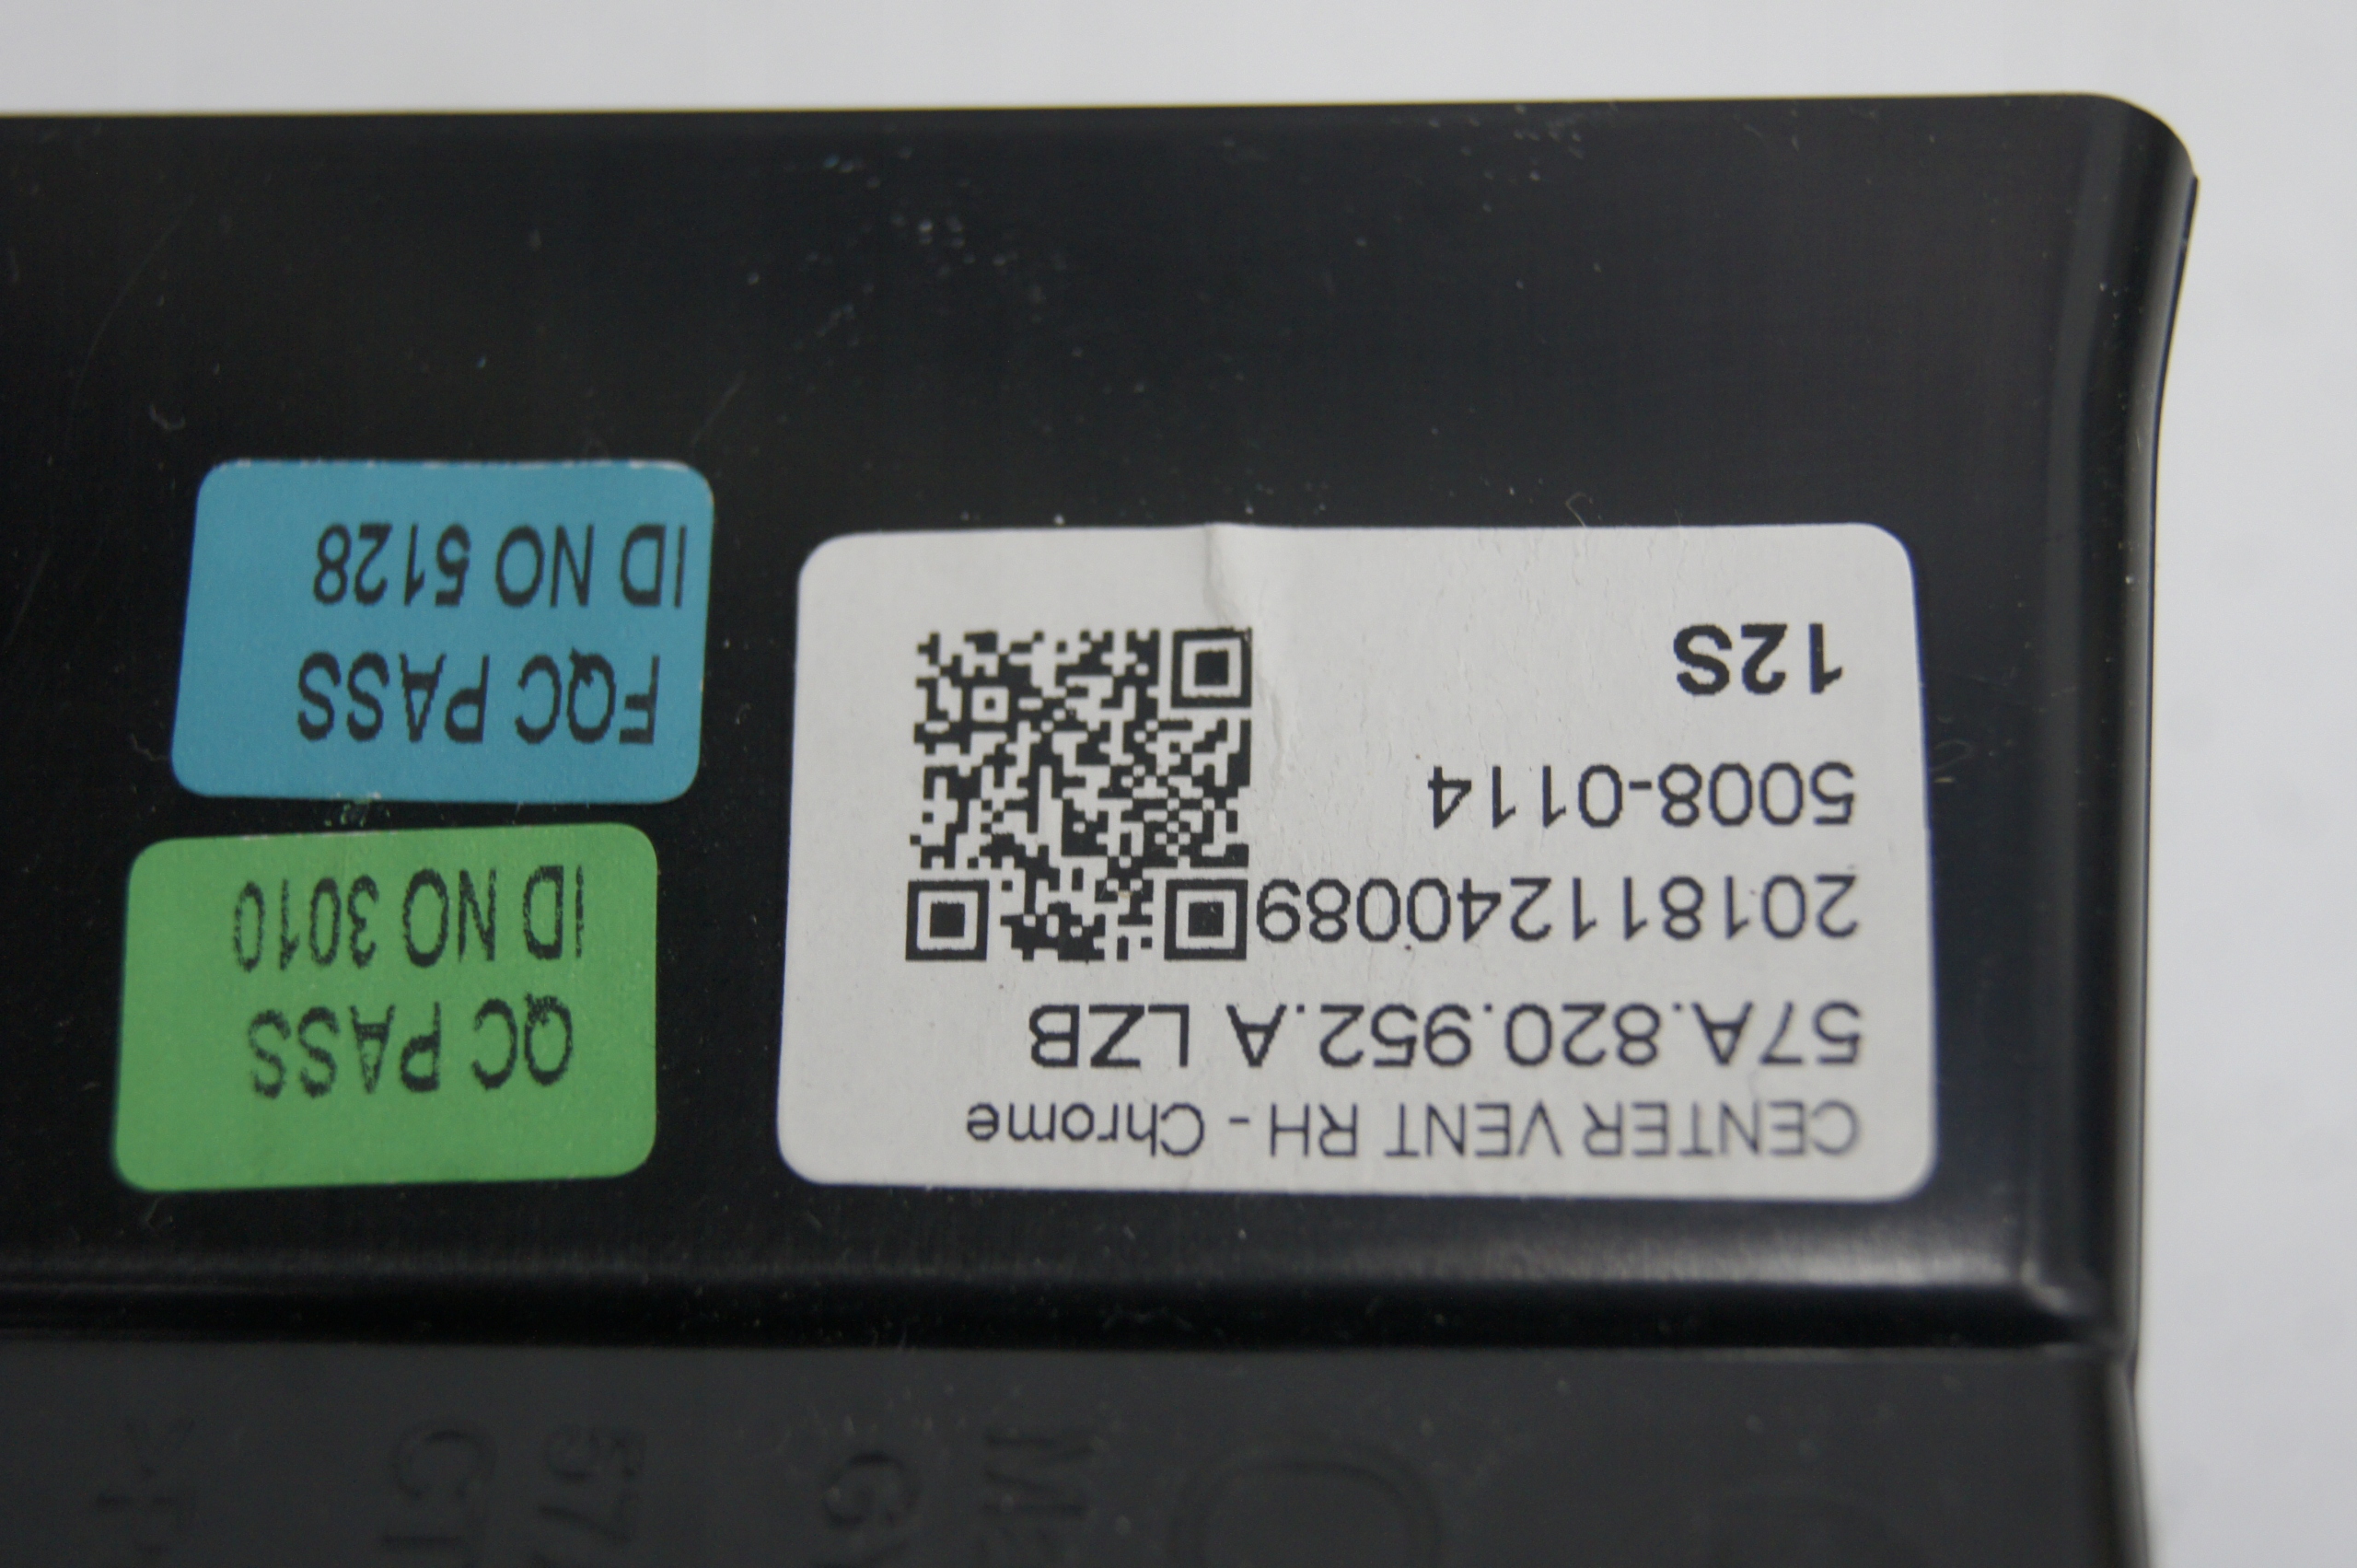 CENTER VENT RH - Chrome
57A.820.952.A LZB
201811240089
5008-0114
12S
QC PASS
ID NO 3010
FQC PASS
ID NO 5128